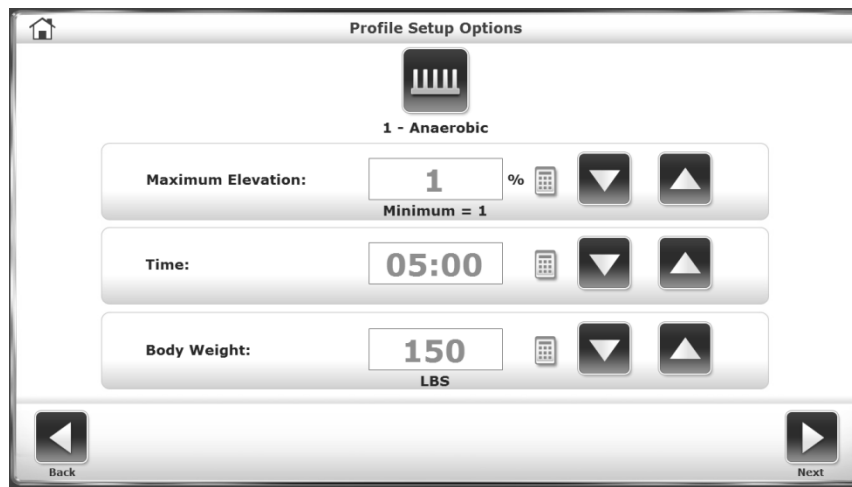 Profile Setup Options
1 - Anaerobic
Maximum Elevation: 1 %
Minimum = 1
Time: 05:00
Body Weight: 150
LBS
Back Next